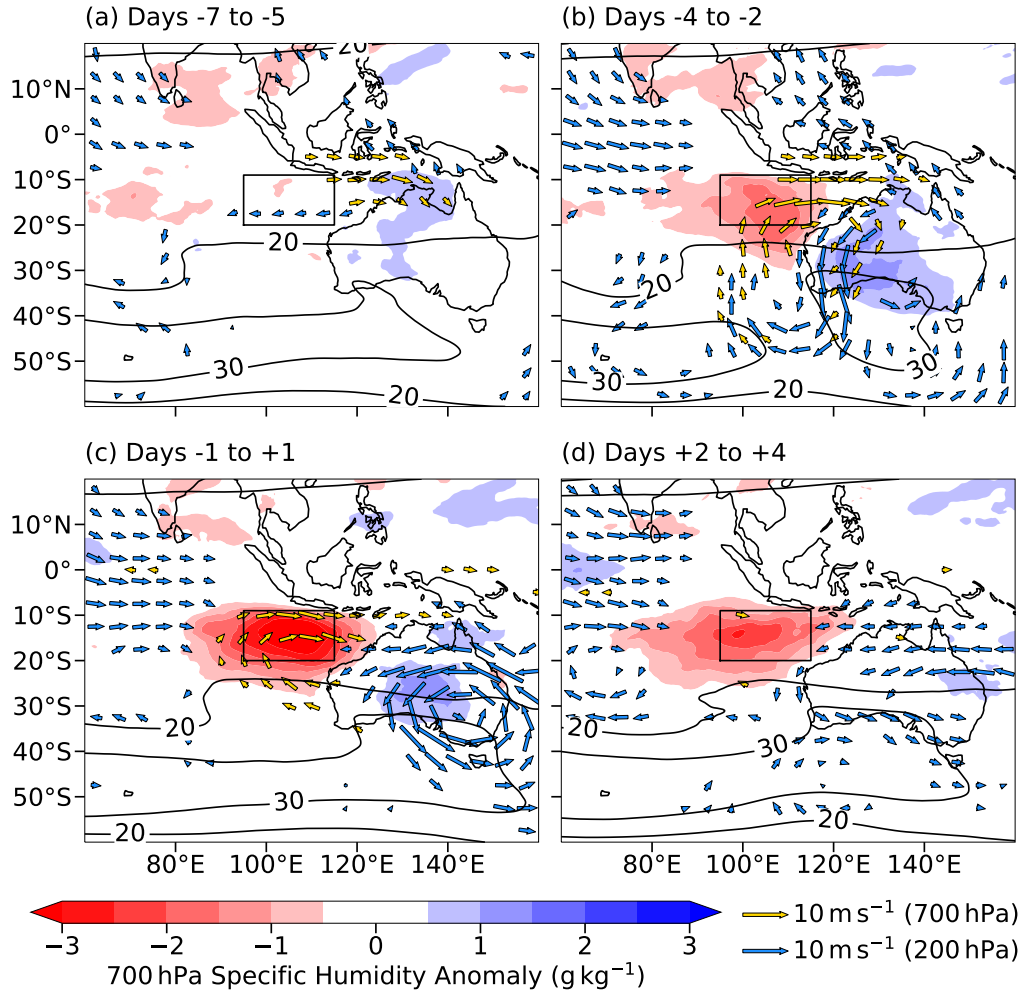 (a) Days -7 to -5
(b) Days -4 to -2
20
10°N
0°
10°S
20°S
30°S
40°S
50°S
20
30
20
20
30
30
20
(c) Days -1 to +1
(d) Days +2 to +4
10°N
0°
10°S
20°S
30°S
40°S
50°S
20
30
20
20
30
20
80°E
100°E
120°E
140°E
80°E
100°E
120°E
140°E
−3
−2
−1
0
1
2
3
700 hPa Specific Humidity Anomaly (g kg⁻¹)
10 m s⁻¹ (700 hPa)
10 m s⁻¹ (200 hPa)